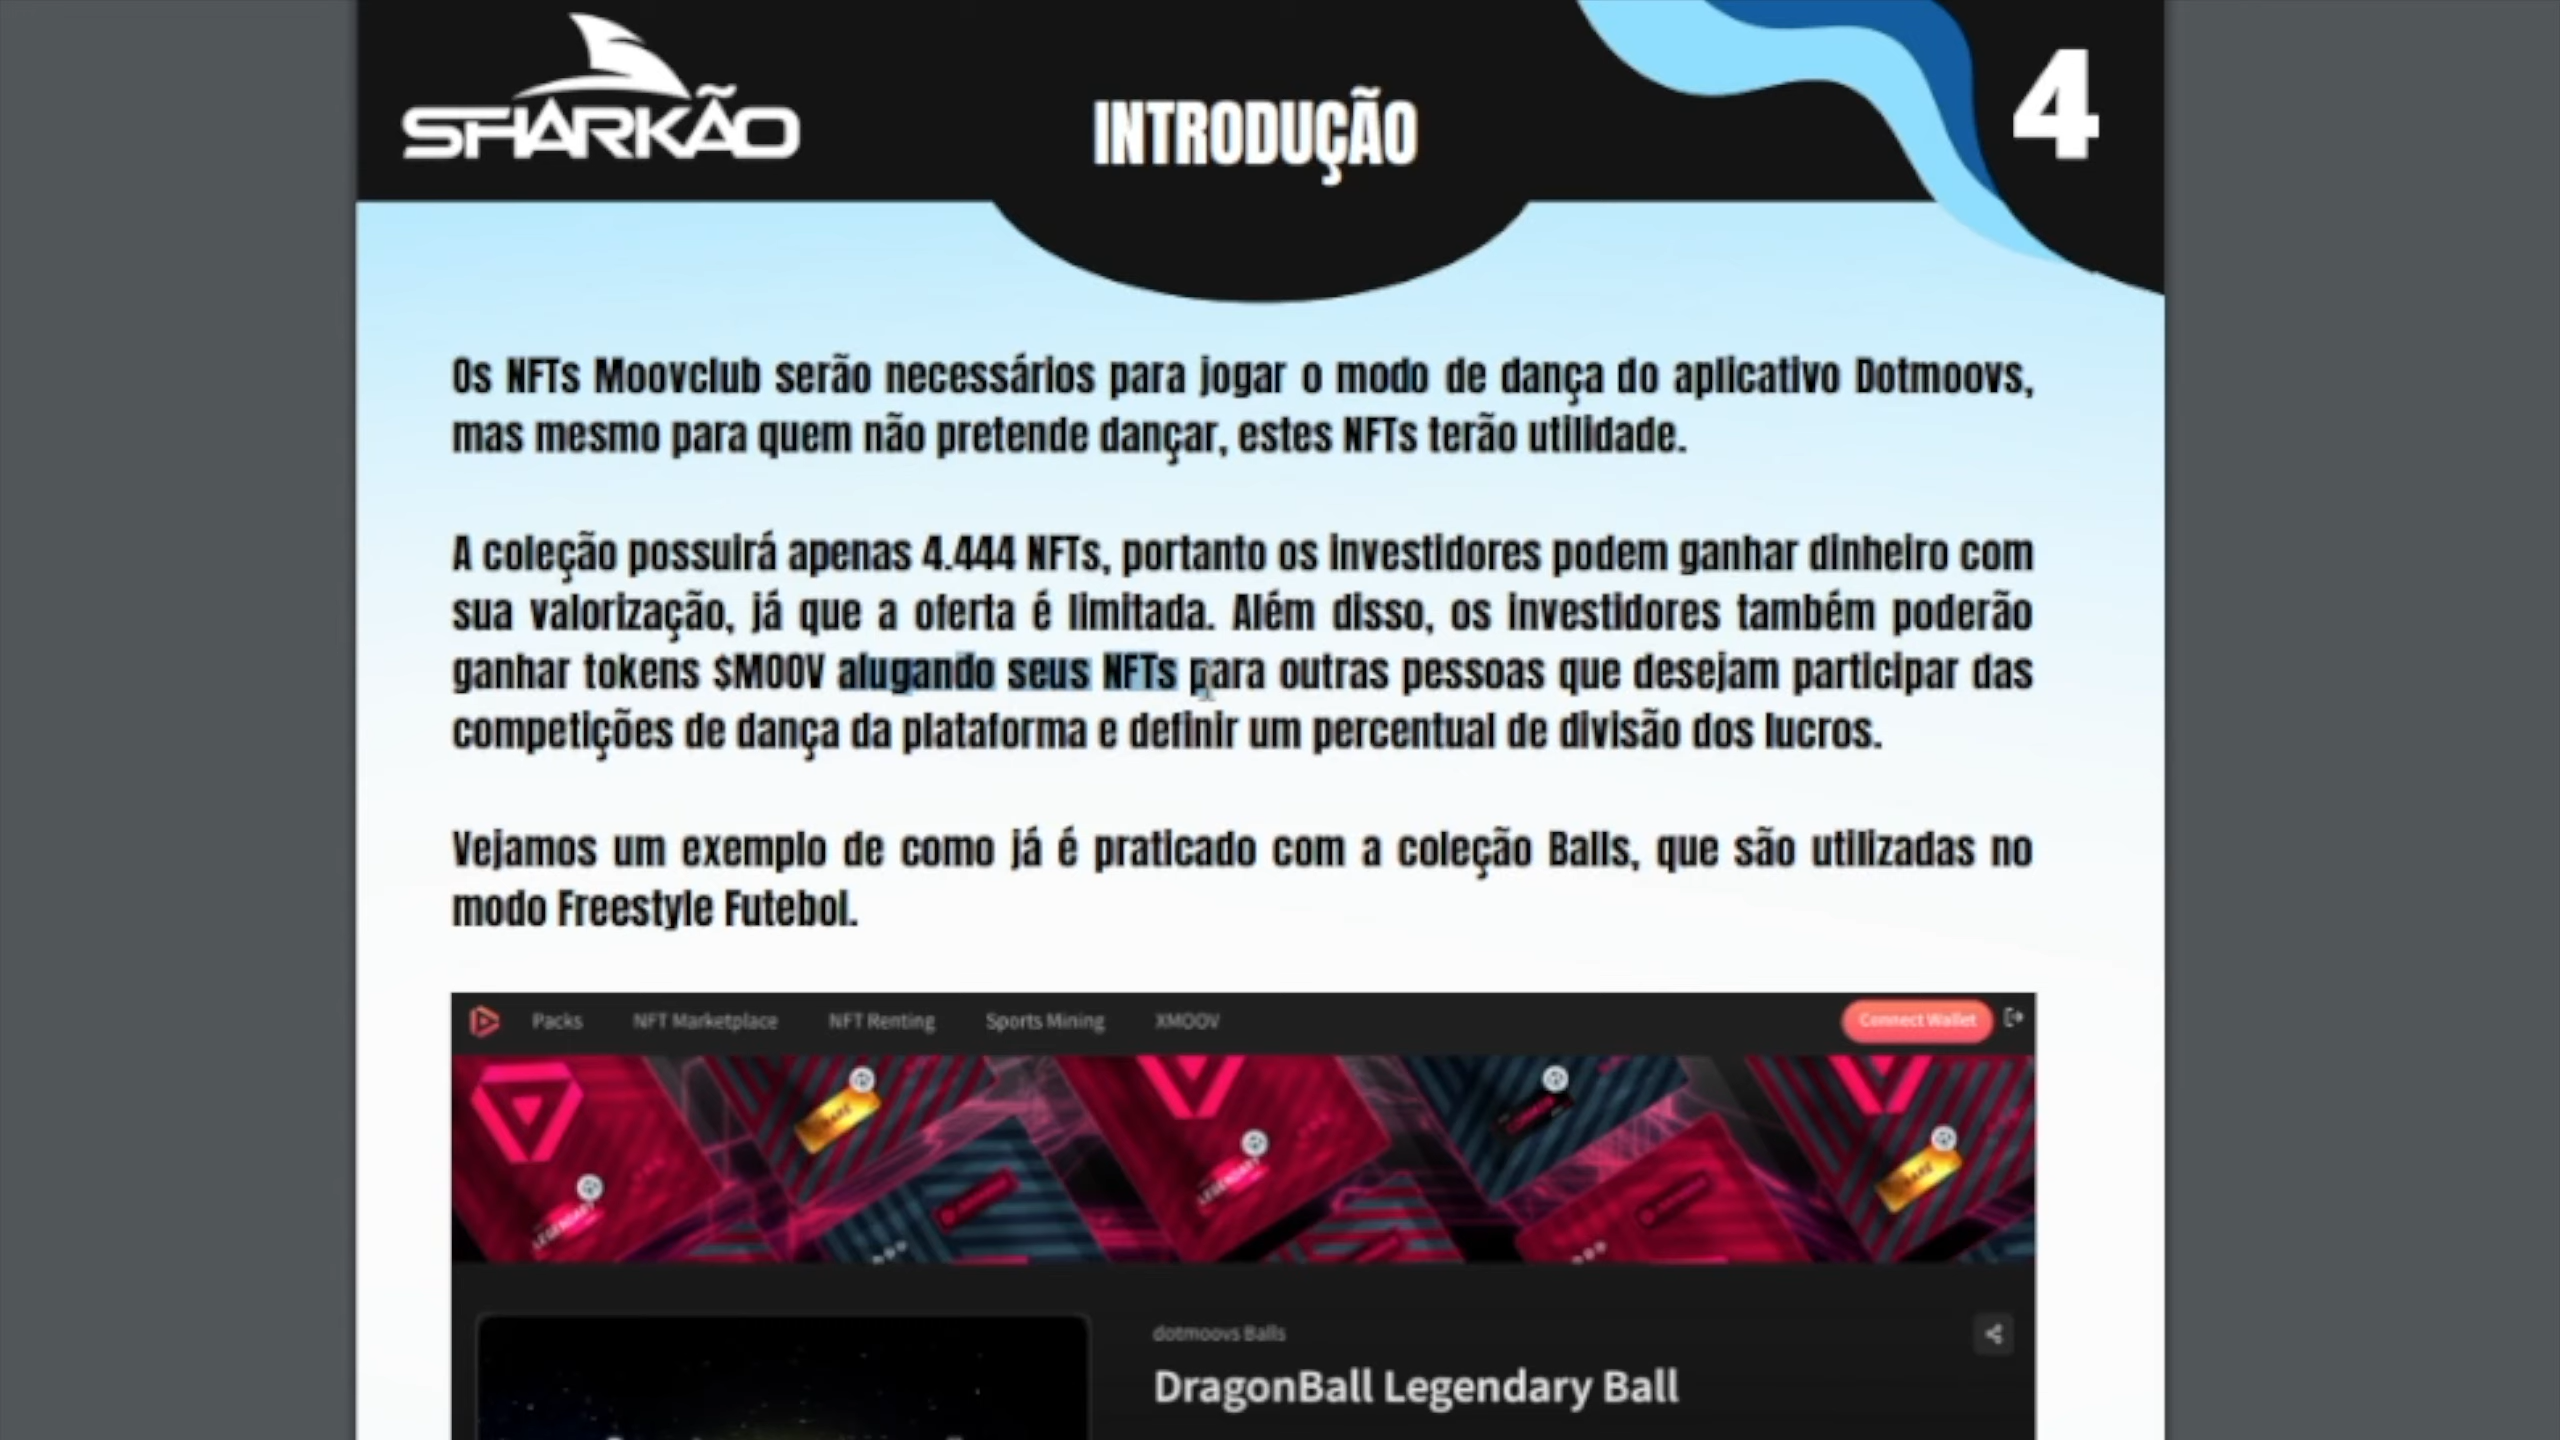 SHARKÃO
INTRODUÇÃO
4
Os NFTs Moovclub serão necessários para jogar o modo de dança do aplicativo Dotmoovs,
mas mesmo para quem não pretende dançar, estes NFTs terão utilidade.
A coleção possuirá apenas 4.444 NFTs, portanto os investidores podem ganhar dinheiro com
sua valorização, já que a oferta é limitada. Além disso, os investidores também poderão
ganhar tokens $MOOV alugando seus NFTs para outras pessoas que desejam participar das
competições de dança da plataforma e definir um percentual de divisão dos lucros.
Vejamos um exemplo de como já é praticado com a coleção Balls, que são utilizadas no
modo Freestyle Futebol.
Packs NFT Marketplace NFT Renting Sports Mining XMOOV Connect Wallet
RARE
LEGENDARY
RARE
LEGENDARY
dotmoovs Balls
DragonBall Legendary Ball